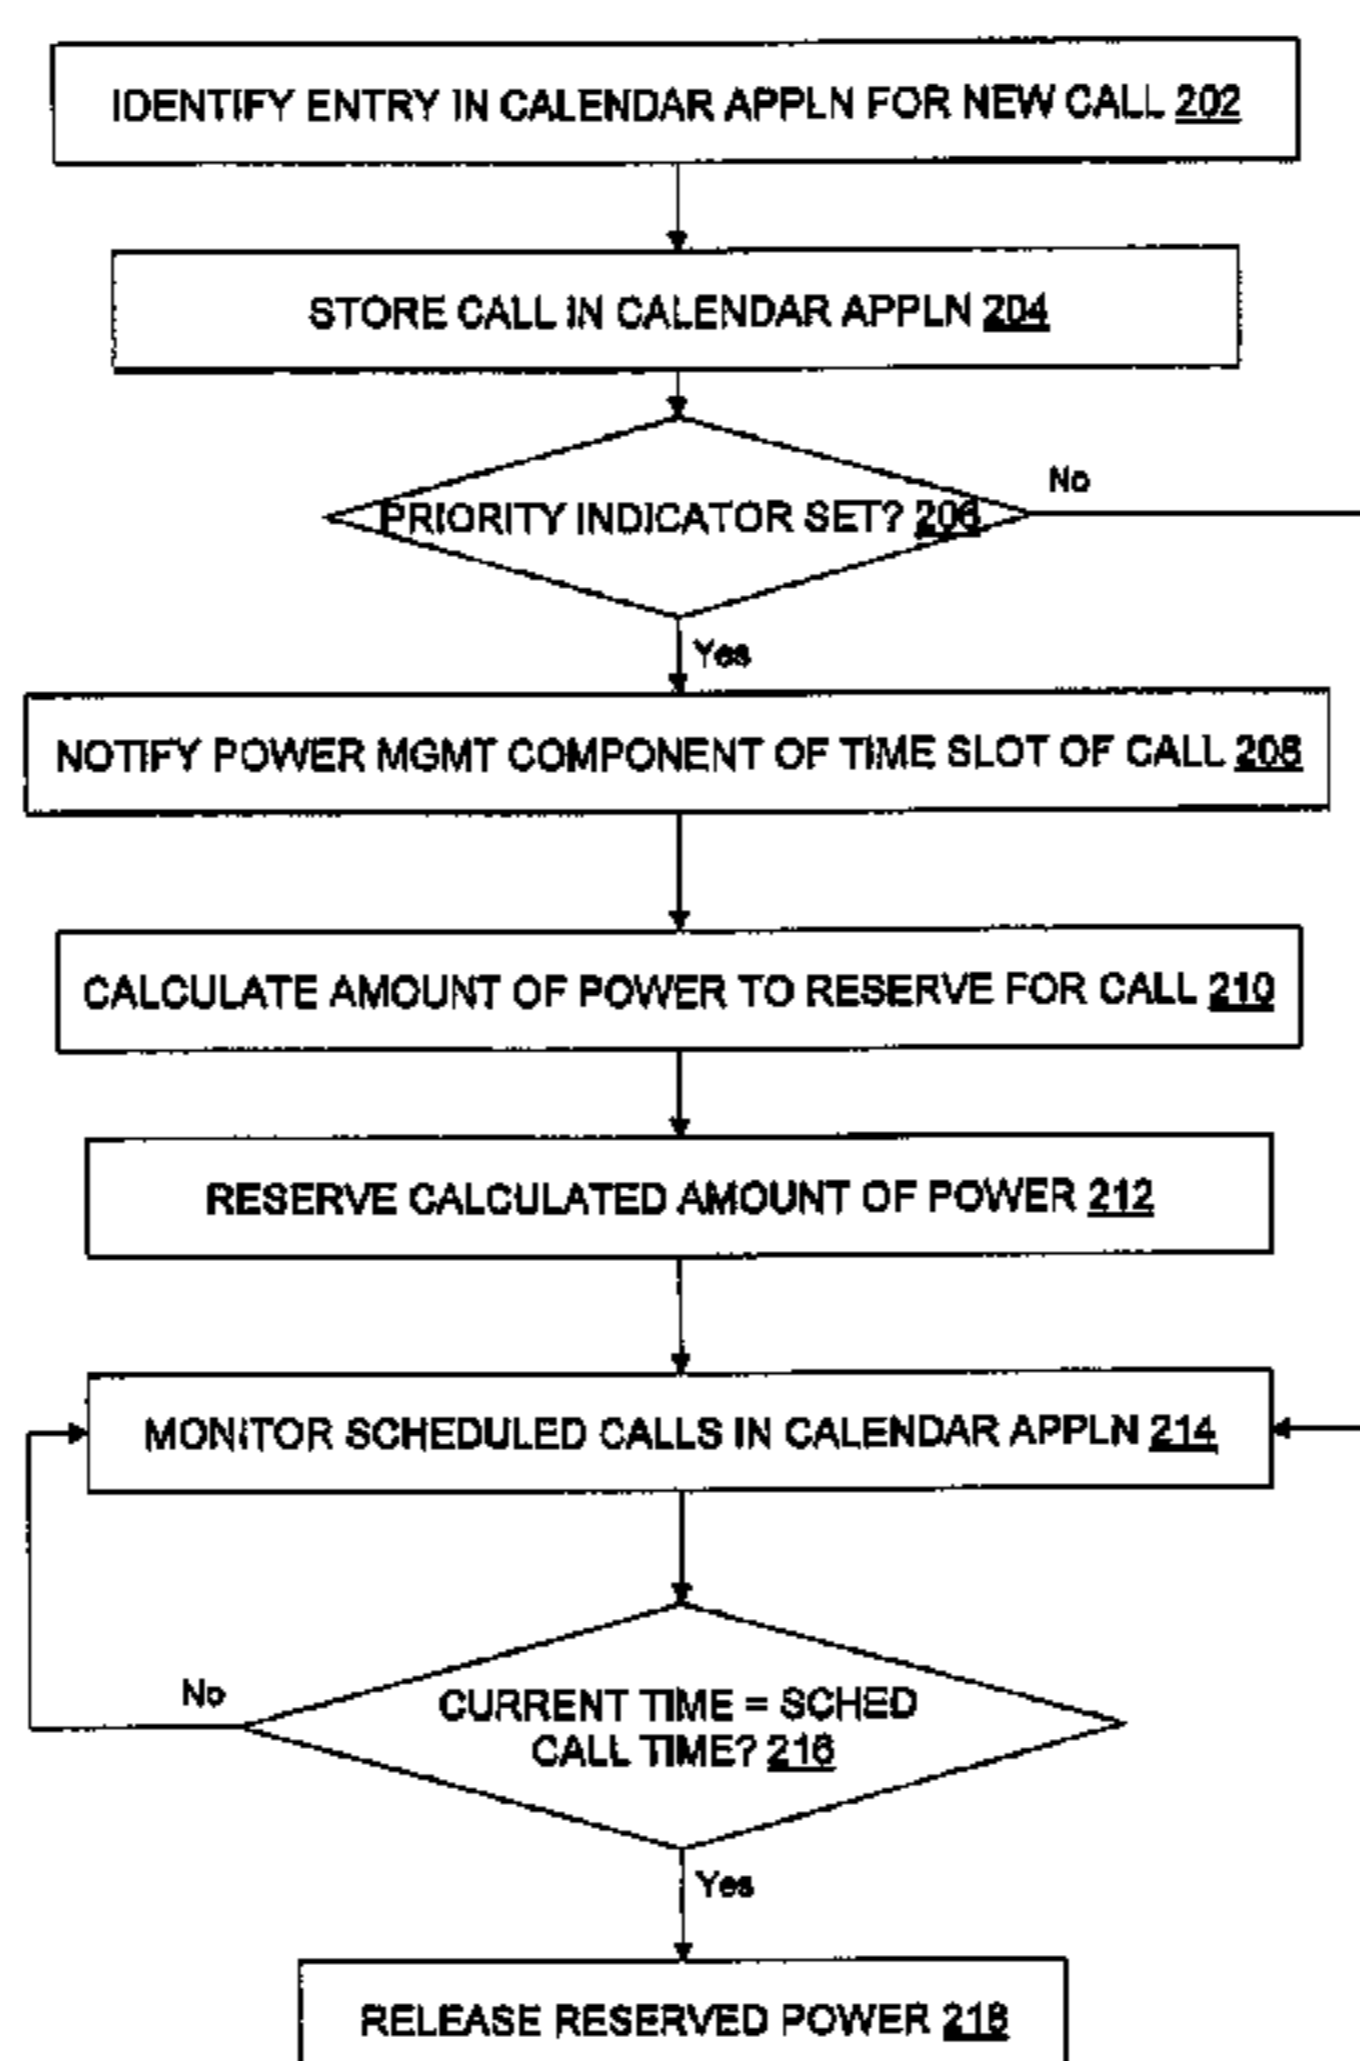 IDENTIFY ENTRY IN CALENDAR APPLN FOR NEW CALL 202
STORE CALL IN CALENDAR APPLN 204
No
PRIORITY INDICATOR SET? 206
Yes
NOTIFY POWER MGMT COMPONENT OF TIME SLOT OF CALL 208
CALCULATE AMOUNT OF POWER TO RESERVE FOR CALL 210
RESERVE CALCULATED AMOUNT OF POWER 212
MONITOR SCHEDULED CALLS IN CALENDAR APPLN 214
No
CURRENT TIME = SCHED
CALL TIME? 216
Yes
RELEASE RESERVED POWER 218